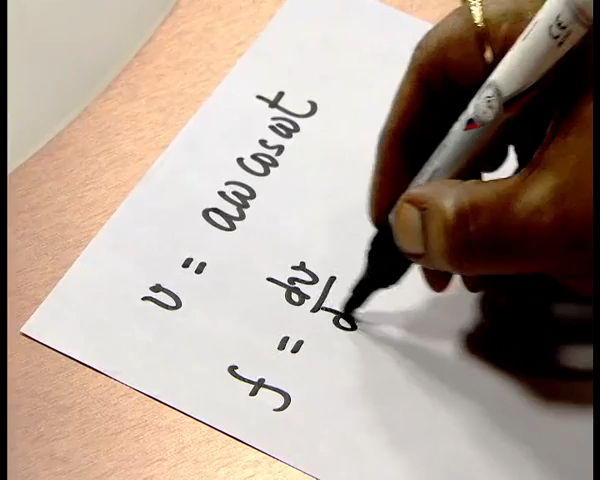 v = aω cos ωt
f = dv/d